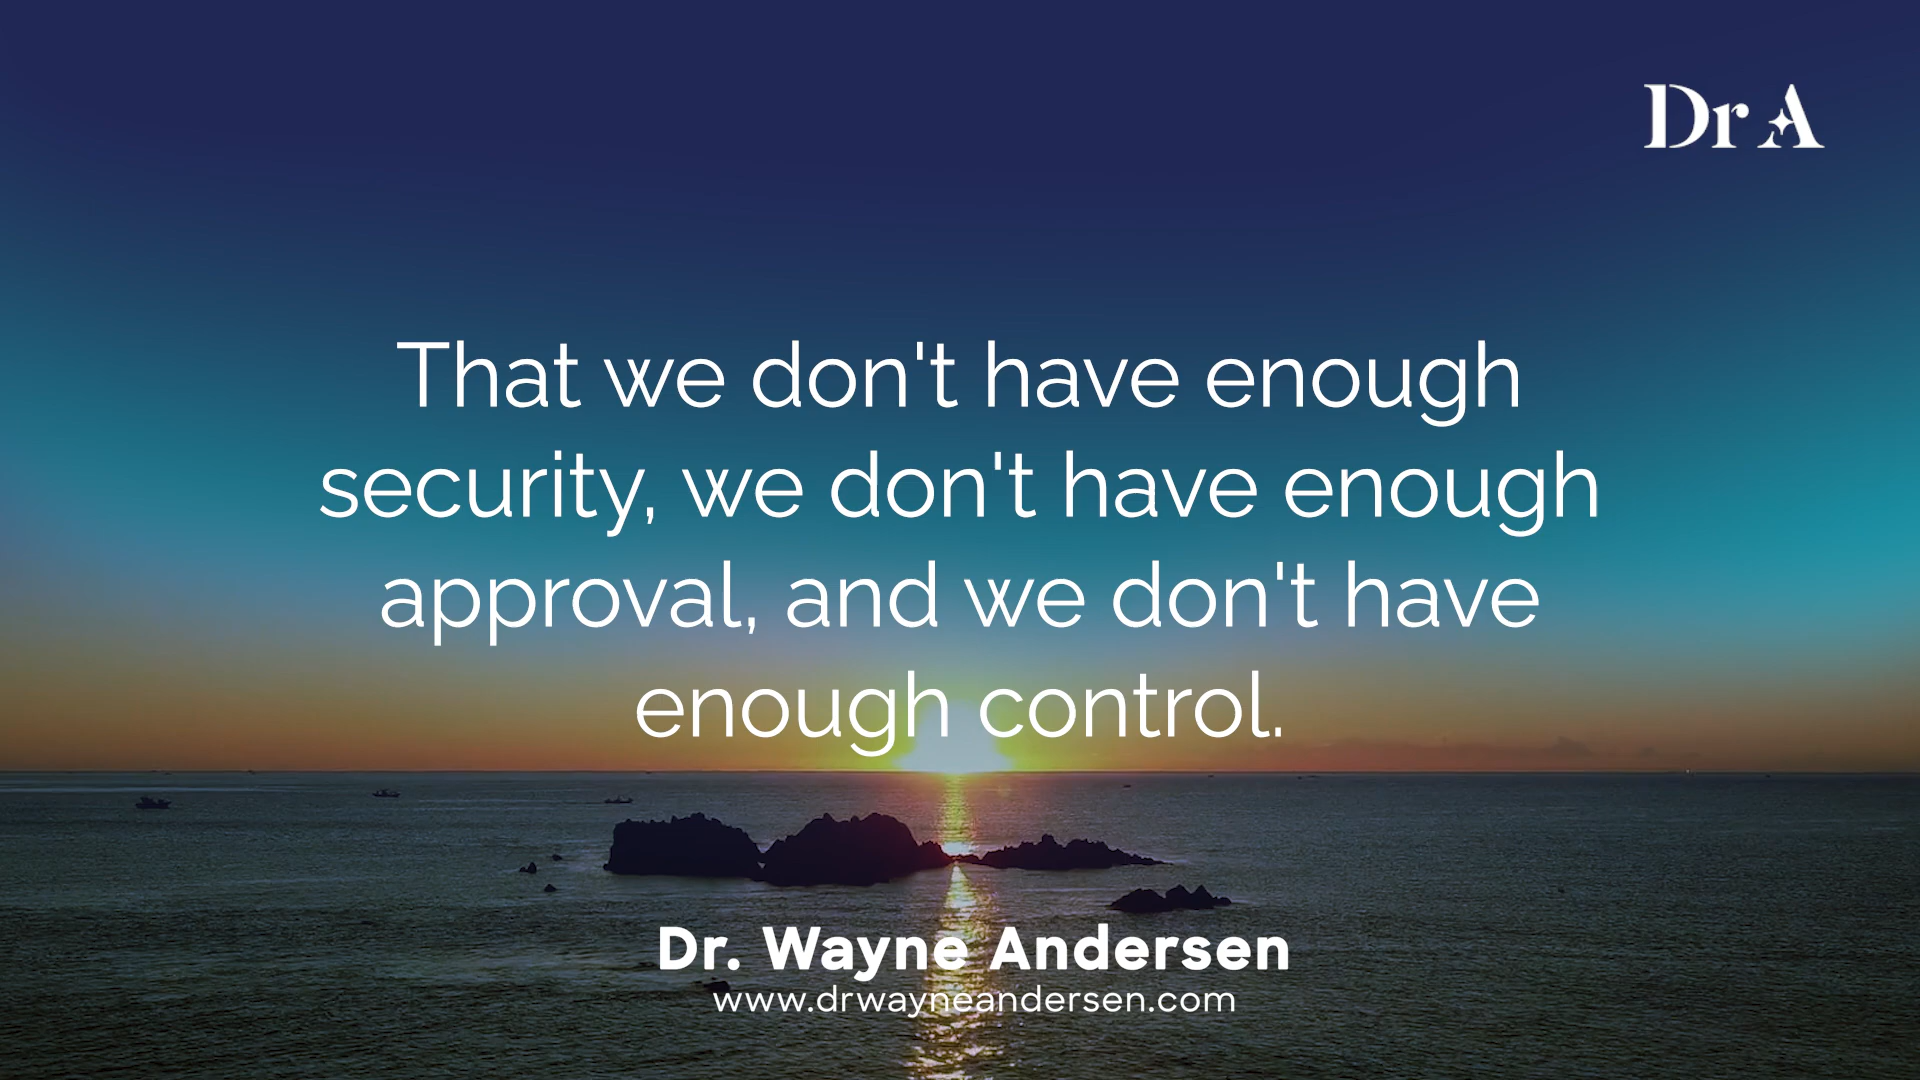 Dr A
That we don't have enough
security, we don't have enough
approval, and we don't have
enough control.
Dr. Wayne Andersen
www.drwayneandersen.com